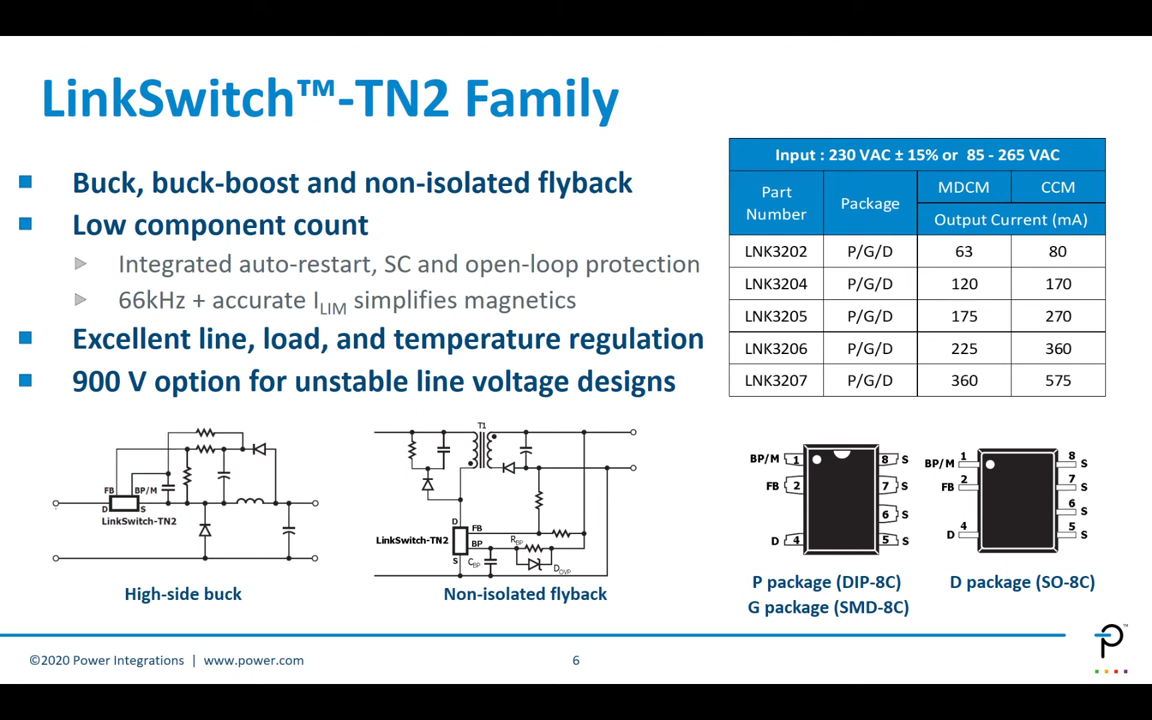 LinkSwitch™-TN2 Family
Buck, buck-boost and non-isolated flyback
Low component count
Integrated auto-restart, SC and open-loop protection
66kHz + accurate ILIM simplifies magnetics
Excellent line, load, and temperature regulation
900 V option for unstable line voltage designs
Input : 230 VAC ± 15% or 85 - 265 VAC
Part Number Package MDCM CCM
Output Current (mA)
LNK3202 P/G/D 63 80
LNK3204 P/G/D 120 170
LNK3205 P/G/D 175 270
LNK3206 P/G/D 225 360
LNK3207 P/G/D 360 575
FB BP/M
D S
LinkSwitch-TN2
High-side buck
T1
D
FB
LinkSwitch-TN2
BP
RBP
S
CBP
DOVP
Non-isolated flyback
BP/M 1 8 S
FB 2 7 S
6 S
D 4 5 S
P package (DIP-8C)
G package (SMD-8C)
BP/M 1 8 S
FB 2 7 S
6 S
D 4 5 S
D package (SO-8C)
©2020 Power Integrations | www.power.com
6
™